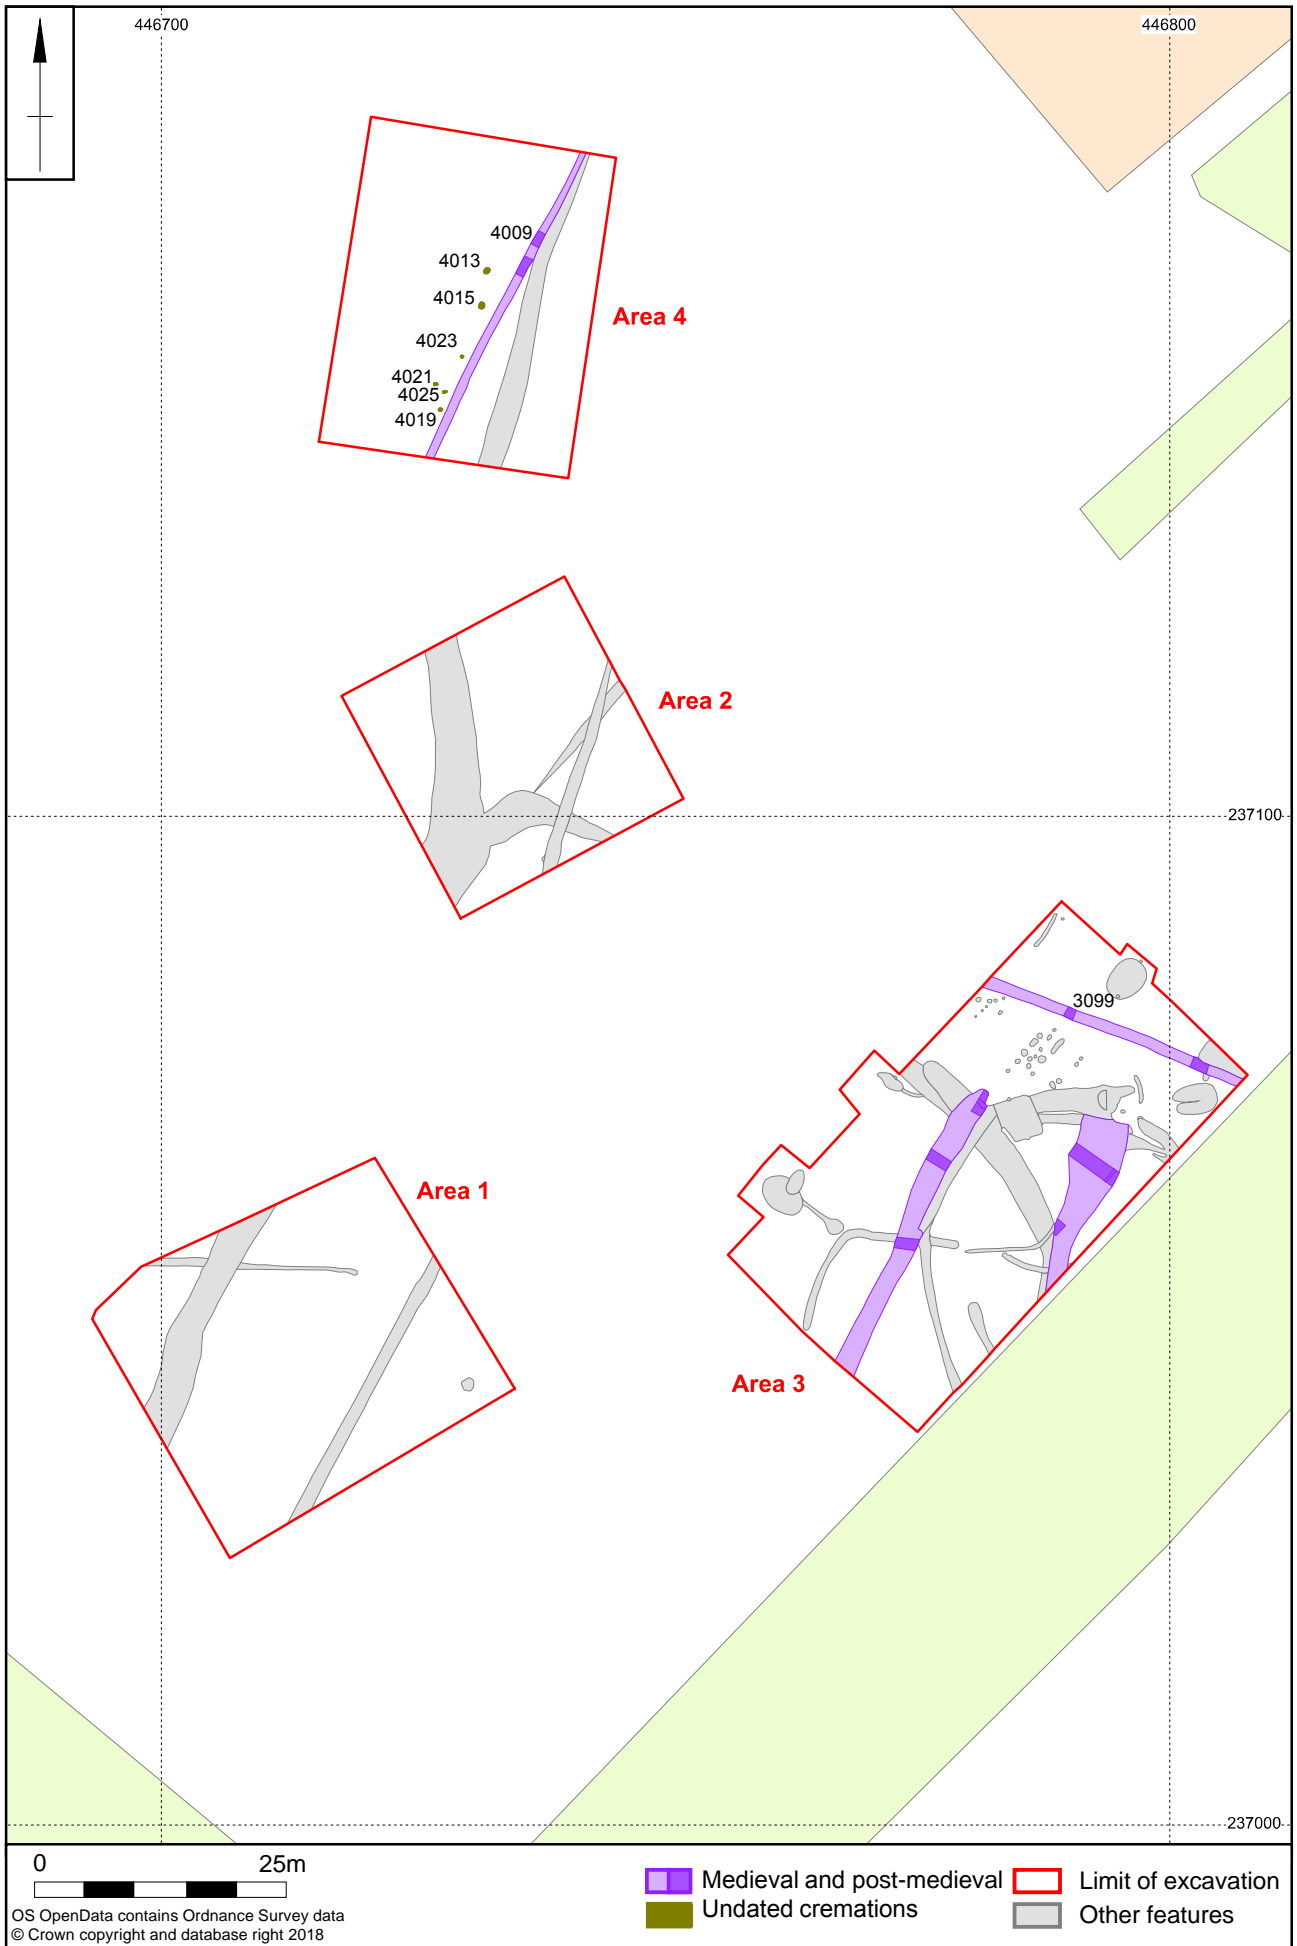 446700
446800
4009
4013
4015
Area 4
4023
4021
4025
4019
Area 2
237100
3099
Area 1
Area 3
237000
0 25m
OS OpenData contains Ordnance Survey data
© Crown copyright and database right 2018
Medieval and post-medieval
Undated cremations
Limit of excavation
Other features